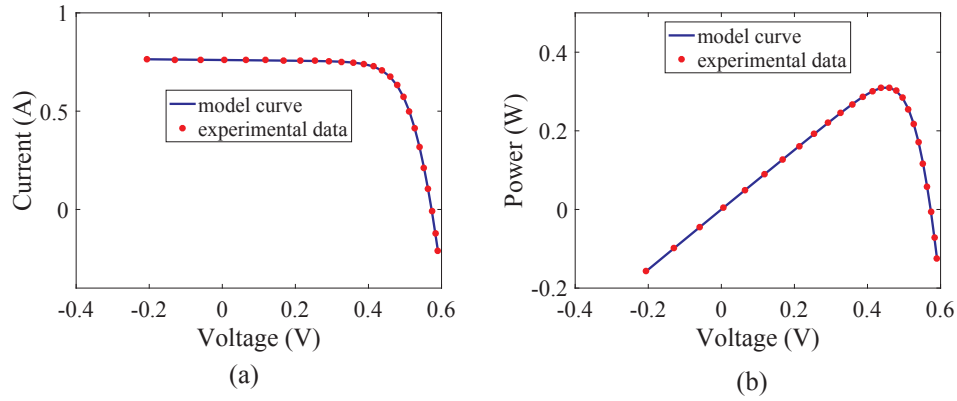 1
0.5
0
-0.4
-0.2
0
0.2
0.4
0.6
Current (A)
Voltage (V)
model curve
experimental data
(a)
0.4
0.2
0
-0.2
-0.4
-0.2
0
0.2
0.4
0.6
Power (W)
Voltage (V)
model curve
experimental data
(b)